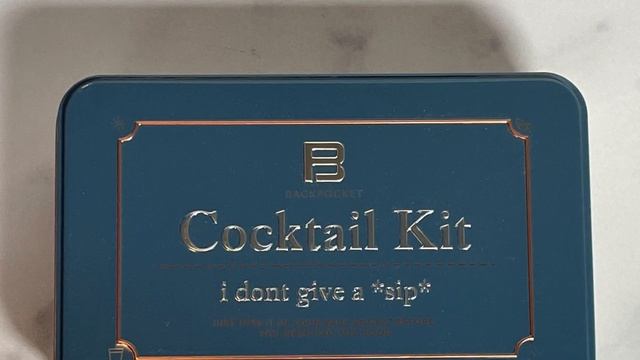 B
BACKPOCKET
Cocktail Kit
i dont give a *sip*